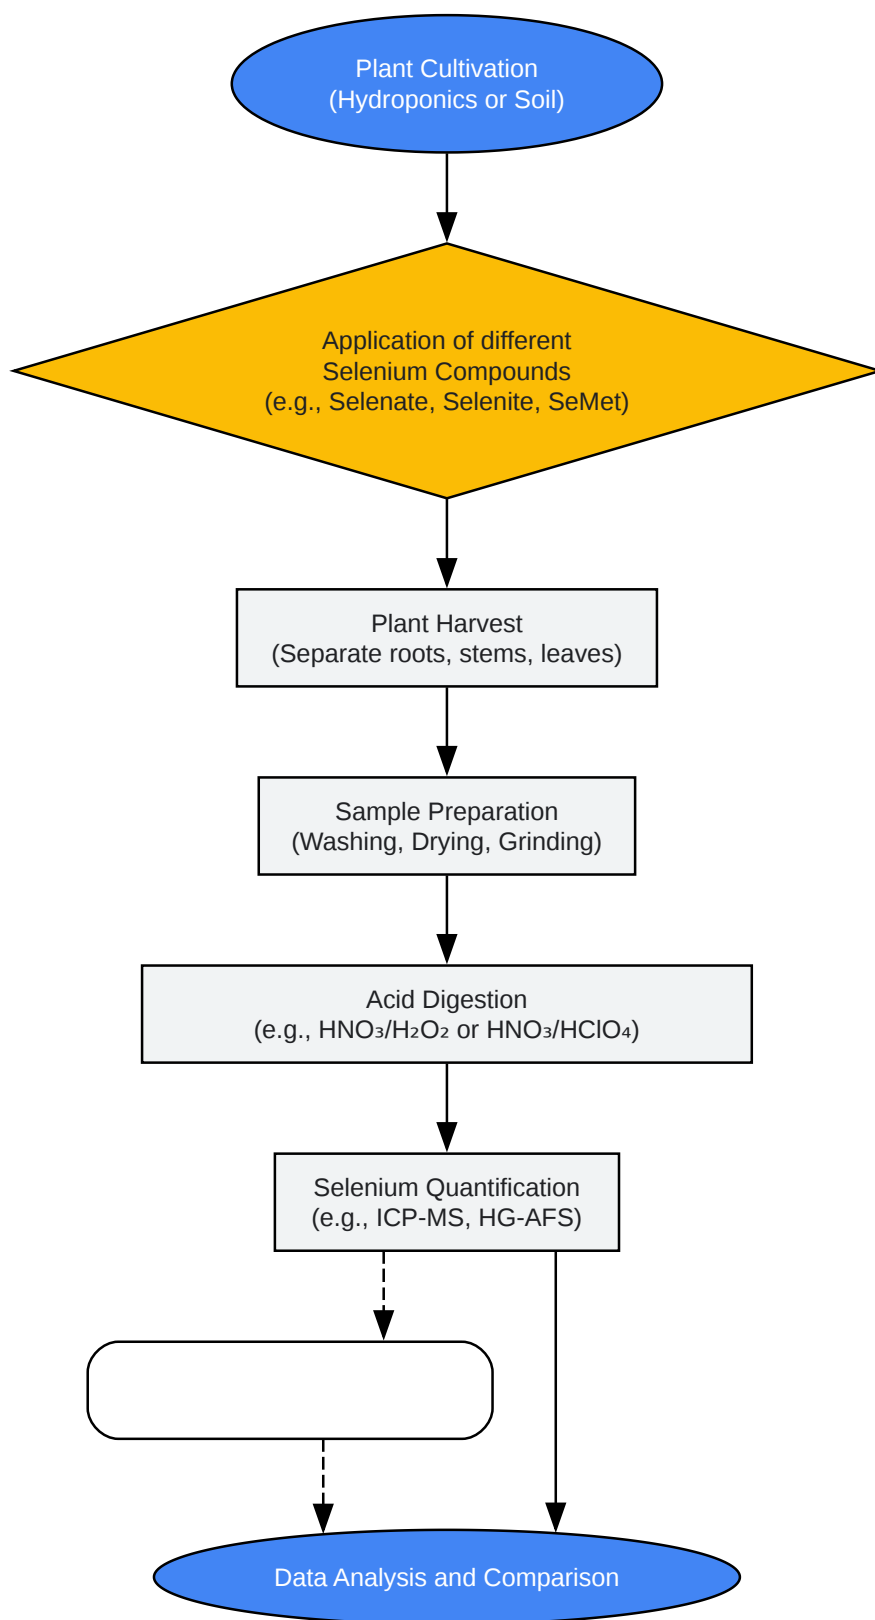 Plant Cultivation
(Hydroponics or Soil)
Application of different
Selenium Compounds
(e.g., Selenate, Selenite, SeMet)
Plant Harvest
(Separate roots, stems, leaves)
Sample Preparation
(Washing, Drying, Grinding)
Acid Digestion
(e.g., HNO₃/H₂O₂ or HNO₃/HClO₄)
Selenium Quantification
(e.g., ICP-MS, HG-AFS)
Data Analysis and Comparison